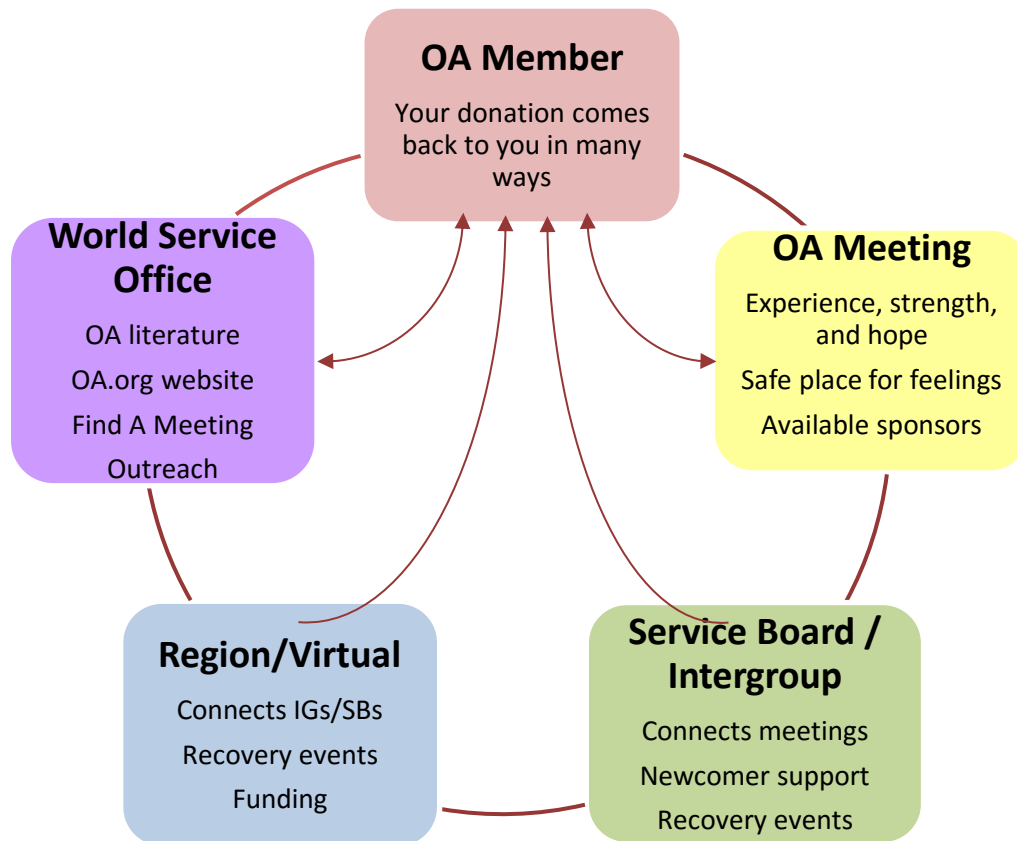 OA Member
Your donation comes
back to you in many
ways
World Service
Office
OA literature
OA.org website
Find A Meeting
Outreach
OA Meeting
Experience, strength,
and hope
Safe place for feelings
Available sponsors
Region/Virtual
Connects IGs/SBs
Recovery events
Funding
Service Board /
Intergroup
Connects meetings
Newcomer support
Recovery events